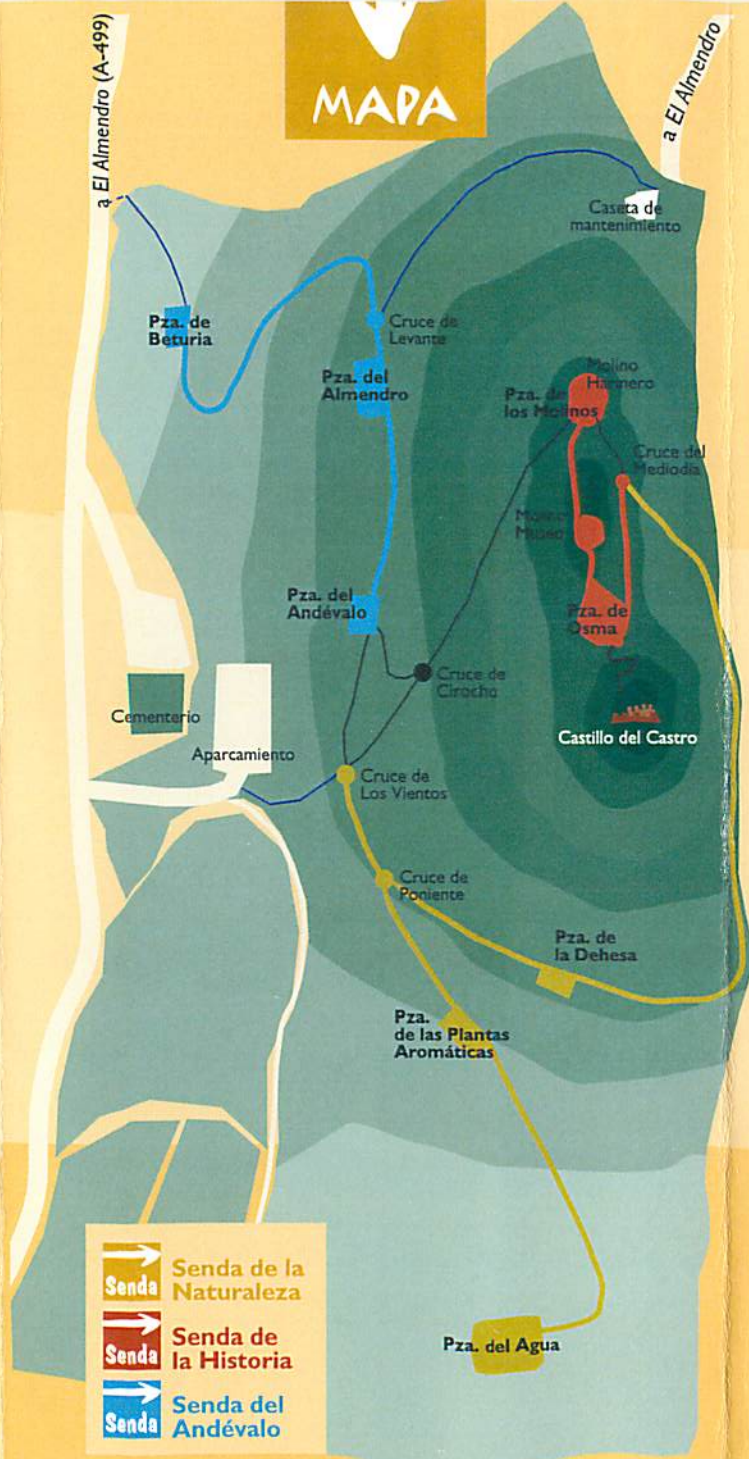 MAPA
a El Almendro (A-499)
a El Almendro
Caseta de
mantenimiento
Pza. de
Beturia
Cruce de
Levante
Pza. del
Almendro
Molino
Harinero
Pza. de
los Molinos
Cruce del
Mediodía
Molino
Museo
Pza. del
Andévalo
Pza. de
Osma
Cruce de
Cirocha
Cementerio
Aparcamiento
Castillo del Castro
Cruce de
Los Vientos
Cruce de
Poniente
Pza. de
la Dehesa
Pza.
de las Plantas
Aromáticas
Pza. del Agua
Senda
Senda de la
Naturaleza
Senda
Senda de
la Historia
Senda
Senda del
Andévalo